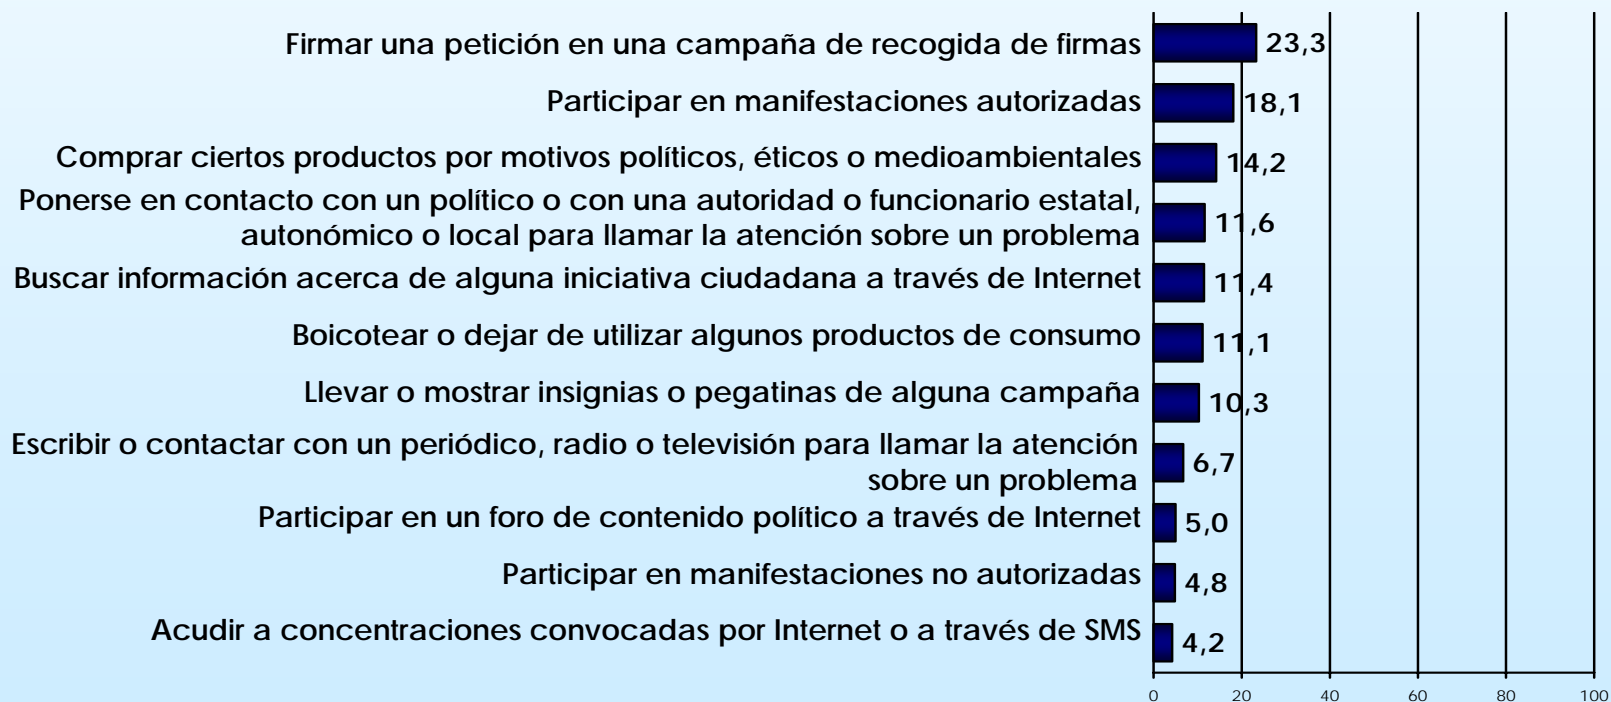 Firmar una petición en una campaña de recogida de firmas 23,3
Participar en manifestaciones autorizadas 18,1
Comprar ciertos productos por motivos políticos, éticos o medioambientales 14,2
Ponerse en contacto con un político o con una autoridad o funcionario estatal,
autonómico o local para llamar la atención sobre un problema 11,6
Buscar información acerca de alguna iniciativa ciudadana a través de Internet 11,4
Boicotear o dejar de utilizar algunos productos de consumo 11,1
Llevar o mostrar insignias o pegatinas de alguna campaña 10,3
Escribir o contactar con un periódico, radio o televisión para llamar la atención
sobre un problema 6,7
Participar en un foro de contenido político a través de Internet 5,0
Participar en manifestaciones no autorizadas 4,8
Acudir a concentraciones convocadas por Internet o a través de SMS 4,2
0 20 40 60 80 100